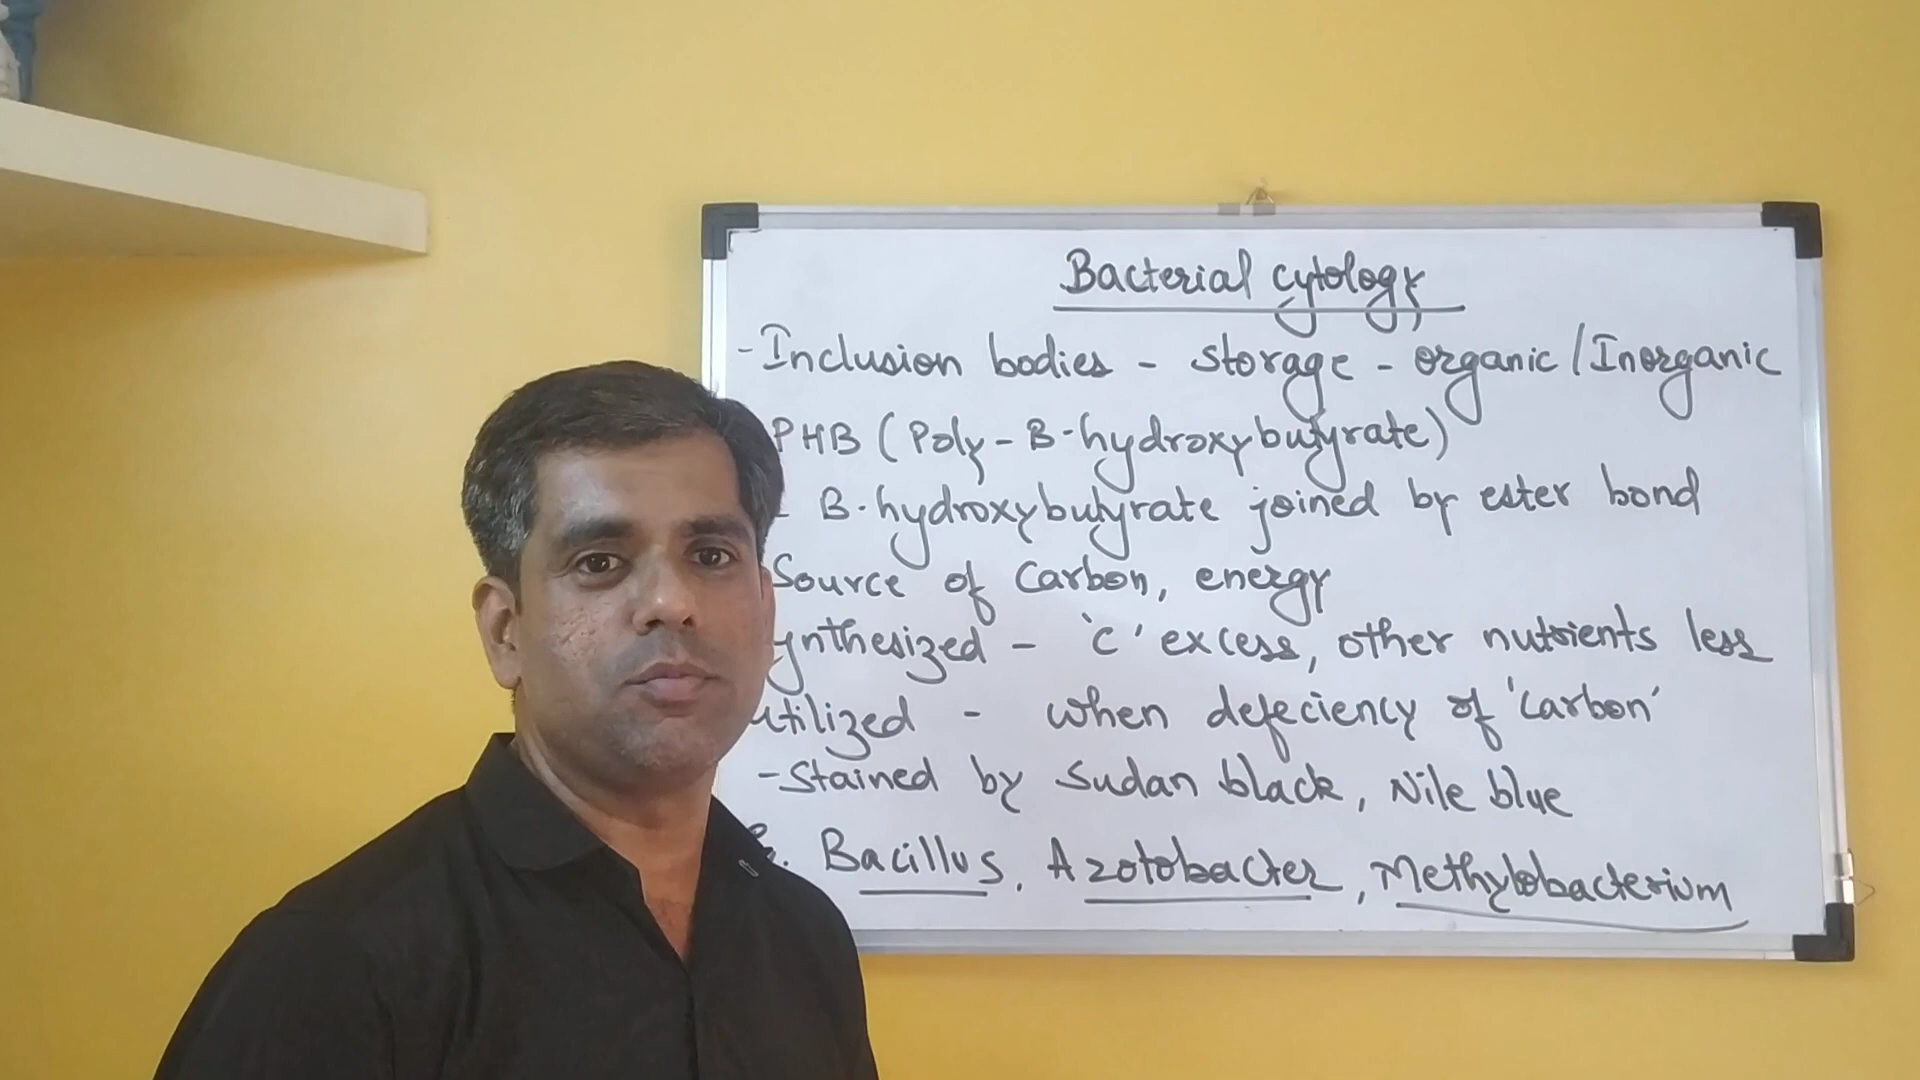 Bacterial cytology
- Inclusion bodies - storage - organic / Inorganic
PHB (Poly-B-hydroxybutyrate)
- B-hydroxybutyrate joined by ester bond
Source of Carbon, energy
ynthesized - 'C' excess, other nutrients less
utilized - when defeciency of 'Carbon'
- Stained by Sudan black, Nile blue
Bacillus, Azotobacter, Methylobacterium